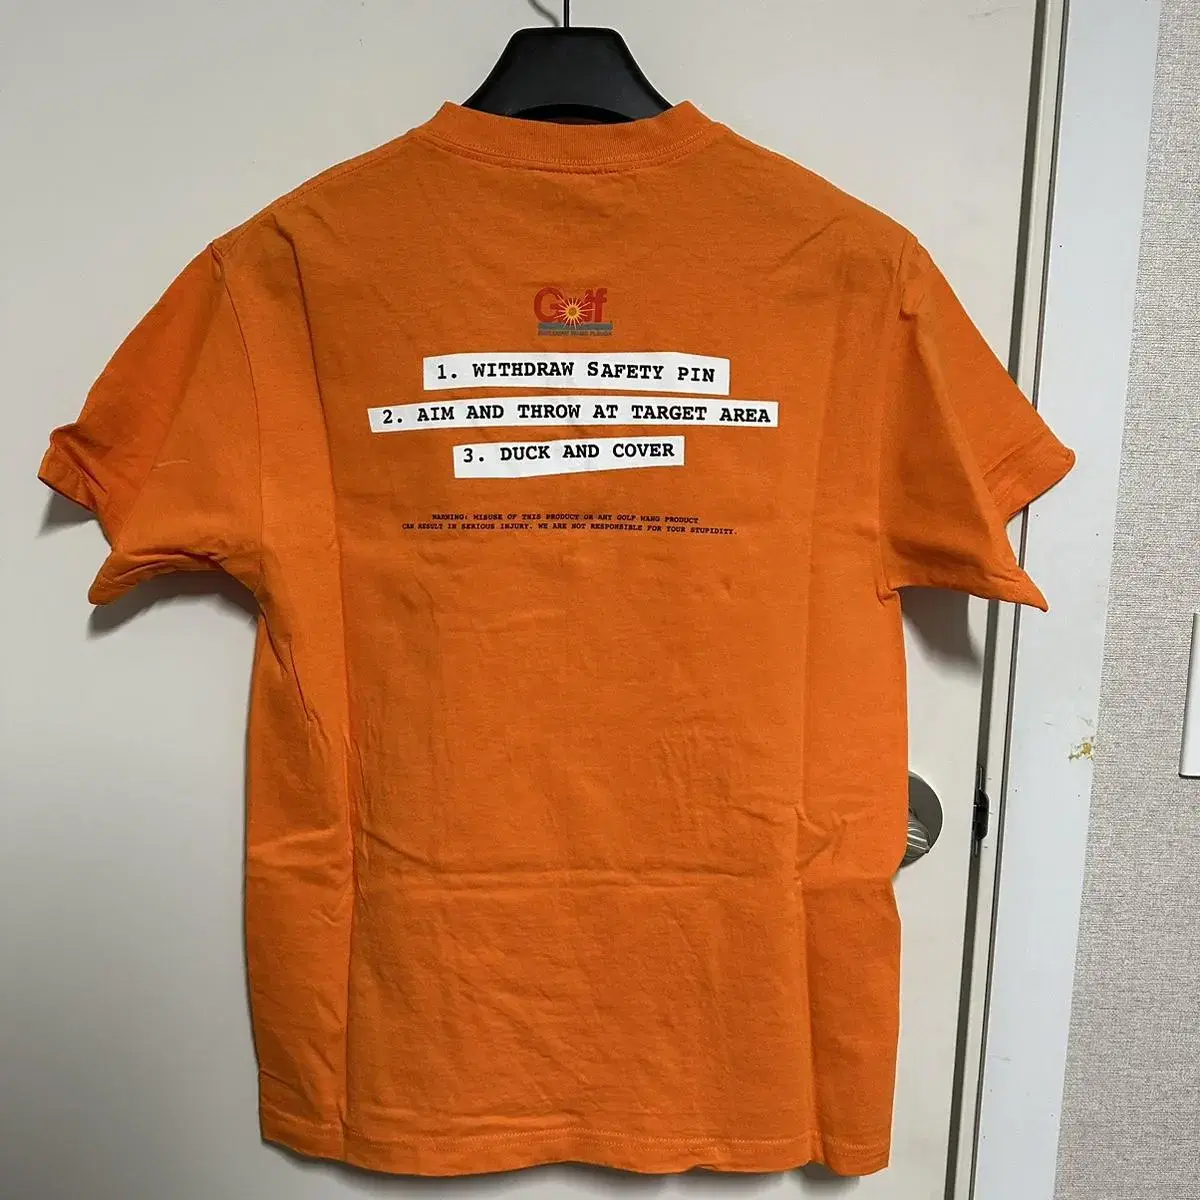 Golf
1. WITHDRAW SAFETY PIN
2. AIM AND THROW AT TARGET AREA
3. DUCK AND COVER
WARNING: MISUSE OF THIS PRODUCT OR ANY GOLF WANG PRODUCT
CAN RESULT IN SERIOUS INJURY. WE ARE NOT RESPONSIBLE FOR YOUR STUPIDITY.